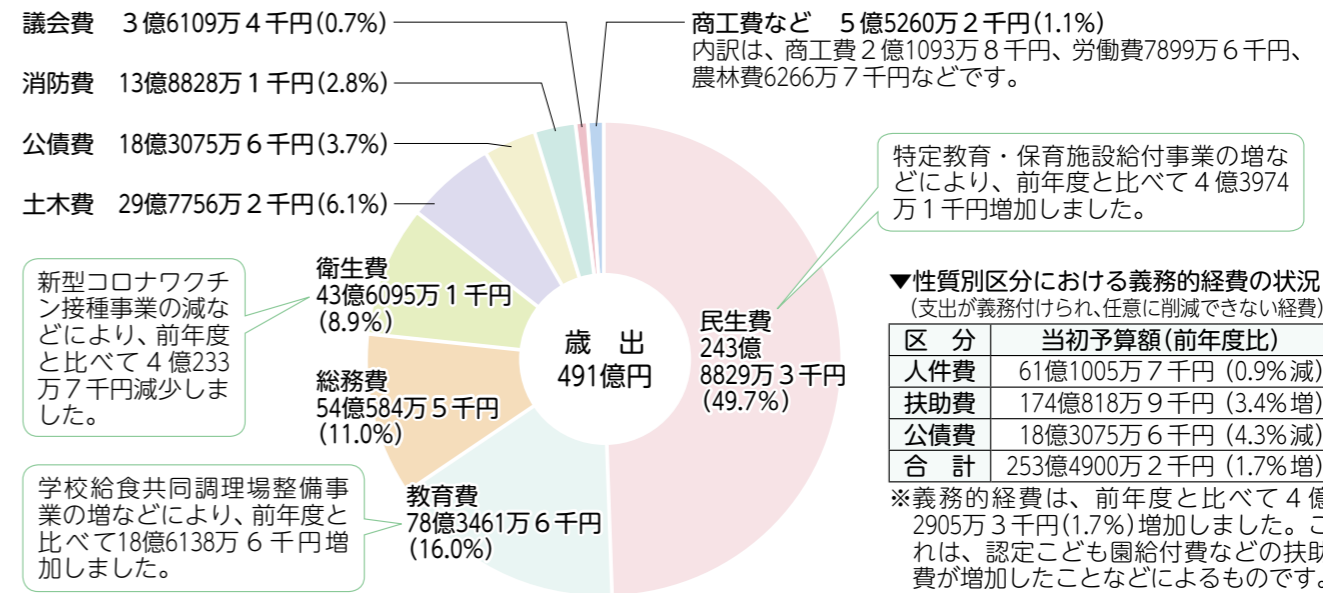 議会費　３億6109万４千円(0.7%)
消防費　13億8828万１千円(2.8%)
公債費　18億3075万６千円(3.7%)
土木費　29億7756万２千円(6.1%)
商工費など　５億5260万２千円(1.1%)
内訳は、商工費２億1093万８千円、労働費7899万６千円、
農林費6266万７千円などです。
特定教育・保育施設給付事業の増な
どにより、前年度と比べて４億3974
万１千円増加しました。
新型コロナワクチ
ン接種事業の減な
どにより、前年度
と比べて４億233
万７千円減少しま
した。
衛生費
43億6095万１千円
(8.9%)
総務費
54億584万５千円
(11.0%)
歳　出
491億円
民生費
243億
8829万３千円
(49.7%)
学校給食共同調理場整備事
業の増などにより、前年度と
比べて18億6138万６千円増
加しました。
教育費
78億3461万６千円
(16.0%)
▼性質別区分における義務的経費の状況
(支出が義務付けられ、任意に削減できない経費)
区　分　当初予算額(前年度比)
人件費　61億1005万７千円 (0.9%減)
扶助費　174億818万９千円 (3.4%増)
公債費　18億3075万６千円 (4.3%減)
合　計　253億4900万２千円 (1.7%増)
※義務的経費は、前年度と比べて４億
2905万３千円(1.7%)増加しました。こ
れは、認定こども園給付費などの扶助
費が増加したことなどによるものです。